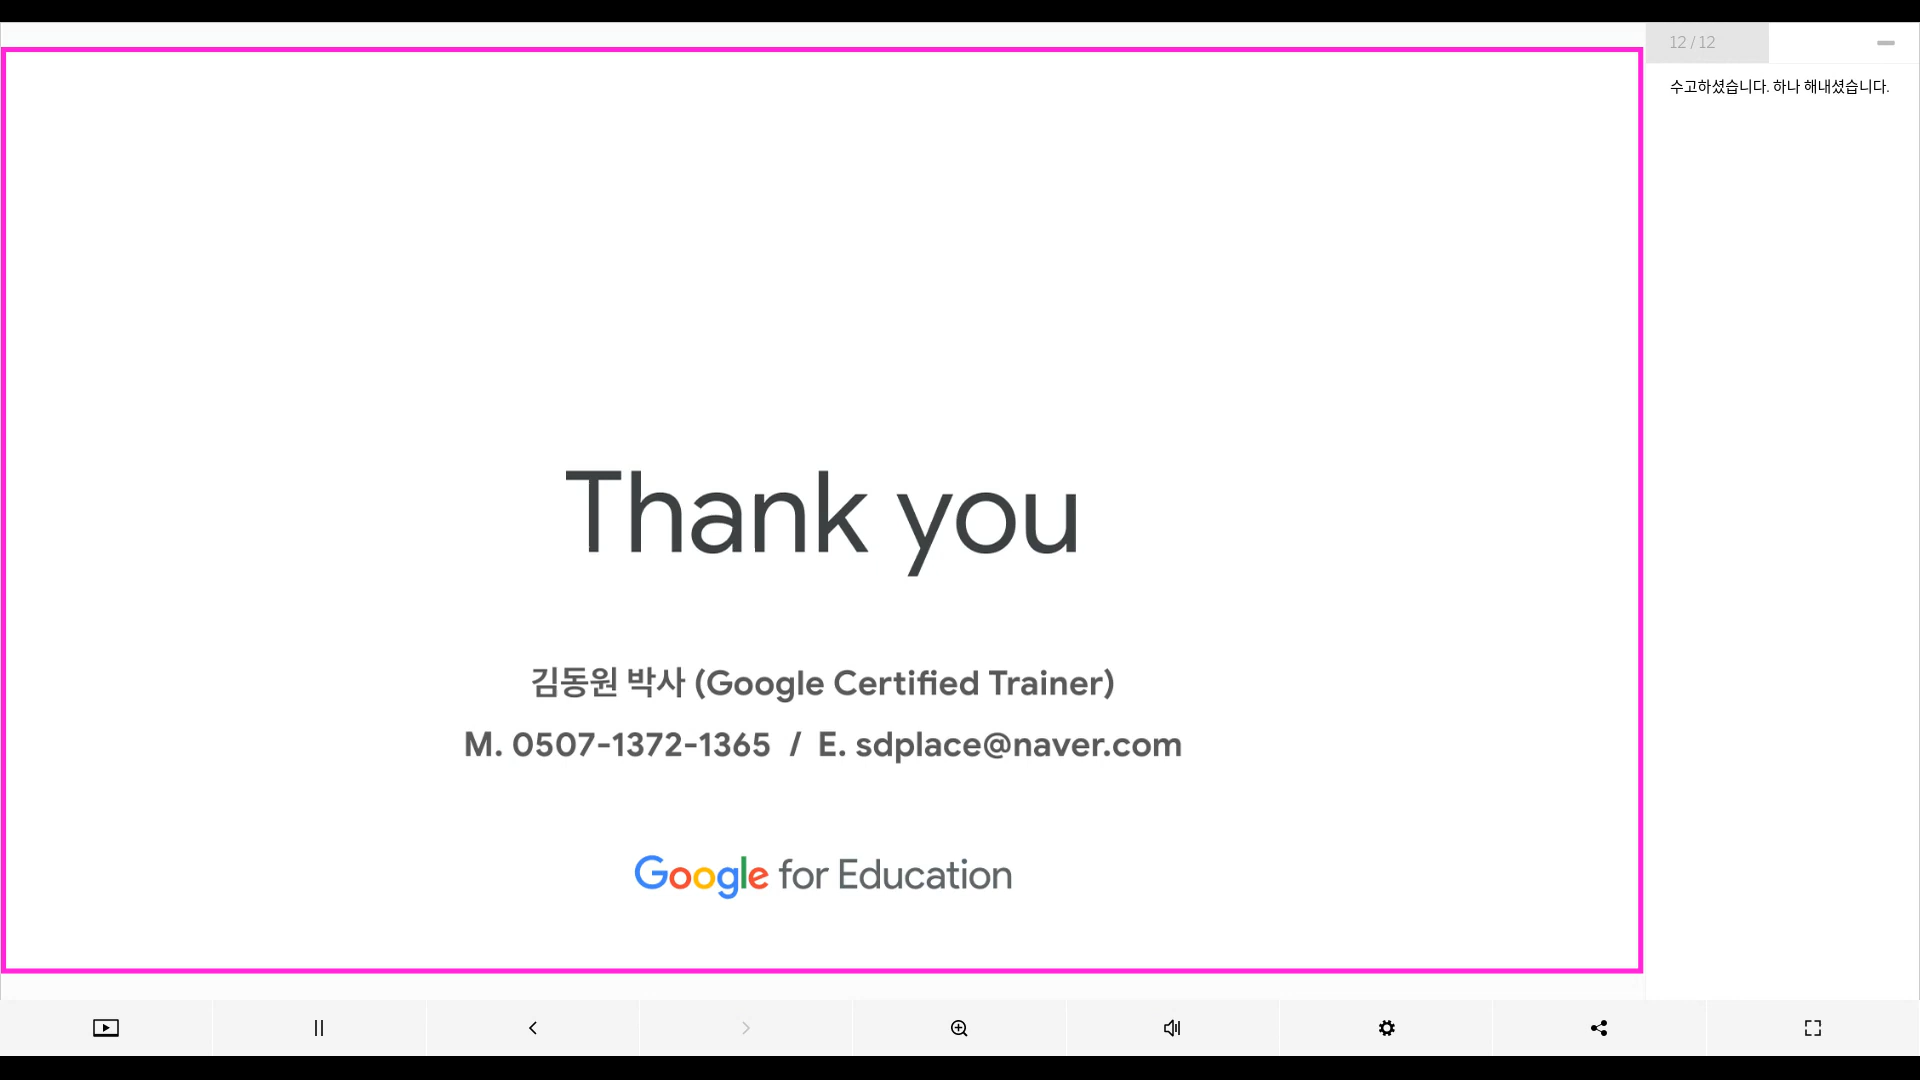 12 / 12
수고하셨습니다. 하나 해내셨습니다.
Thank you
김동원 박사 (Google Certified Trainer)
M. 0507-1372-1365 / E. sdplace@naver.com
Google for Education